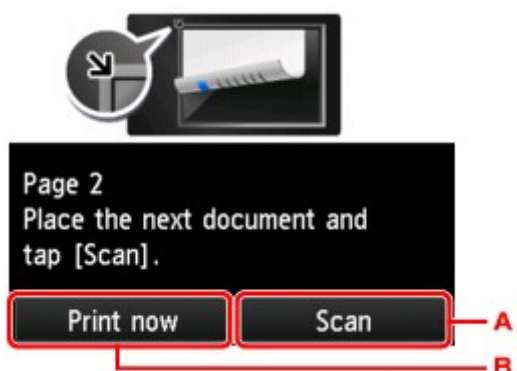 Page 2
Place the next document and
tap [Scan].
Print now
Scan
A
B